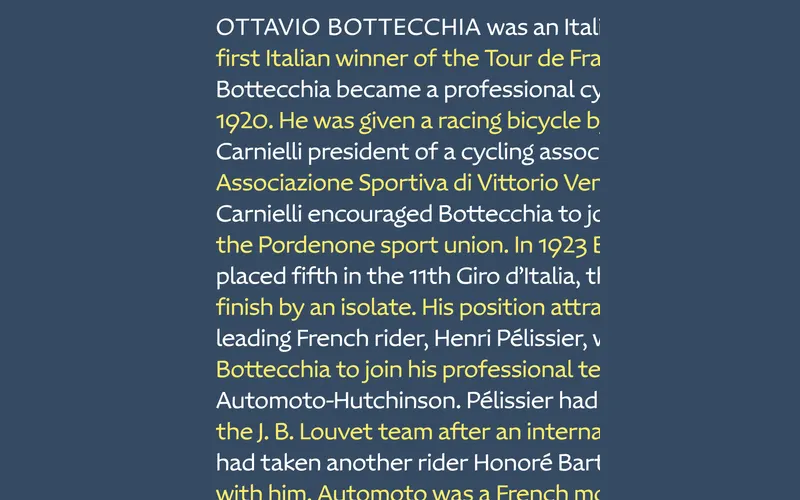 OTTAVIO BOTTECCHIA was an Itali
first Italian winner of the Tour de Fra
Bottecchia became a professional cy
1920. He was given a racing bicycle b
Carnielli president of a cycling assoc
Associazione Sportiva di Vittorio Ven
Carnielli encouraged Bottecchia to jo
the Pordenone sport union. In 1923 B
placed fifth in the 11th Giro d’Italia, th
finish by an isolate. His position attra
leading French rider, Henri Pélissier, w
Bottecchia to join his professional te
Automoto-Hutchinson. Pélissier had
the J. B. Louvet team after an interna
had taken another rider Honoré Bart
with him. Automoto was a French mo